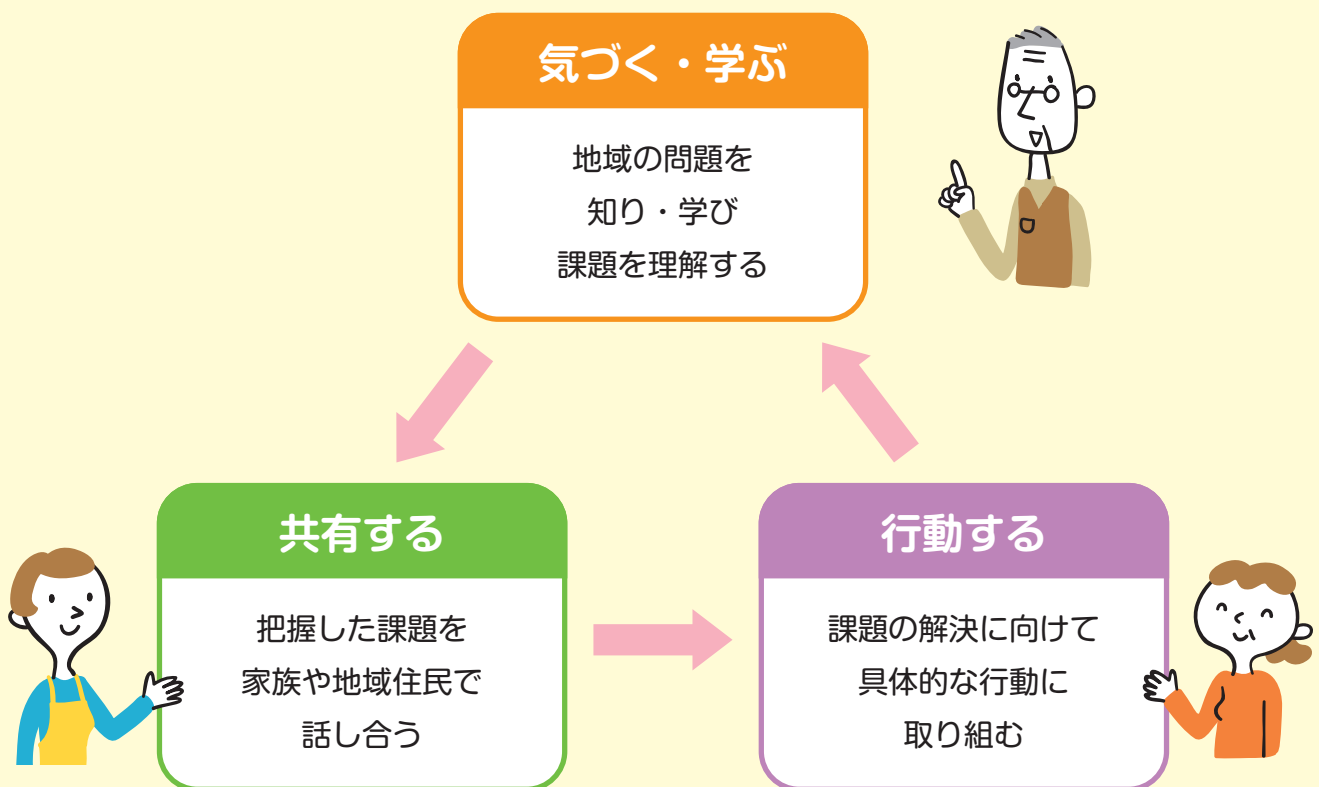 気づく・学ぶ
地域の問題を
知り・学び
課題を理解する
共有する
把握した課題を
家族や地域住民で
話し合う
行動する
課題の解決に向けて
具体的な行動に
取り組む